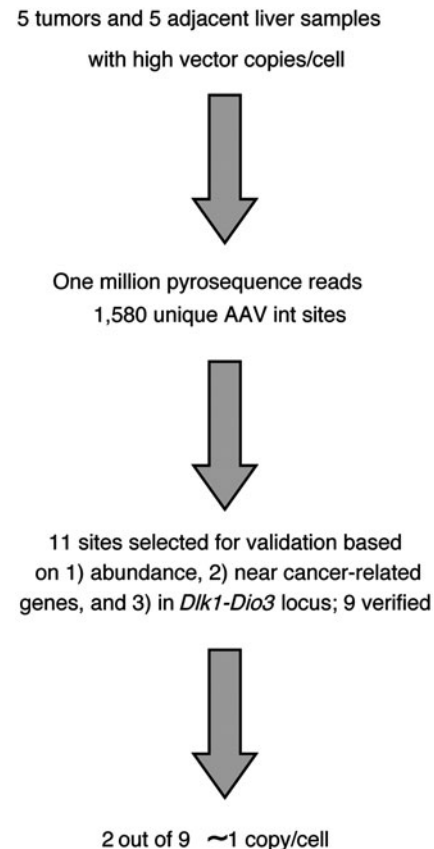 5 tumors and 5 adjacent liver samples
with high vector copies/cell
One million pyrosequence reads
1,580 unique AAV int sites
11 sites selected for validation based
on 1) abundance, 2) near cancer-related
genes, and 3) in Dlk1-Dio3 locus; 9 verified
2 out of 9 ~1 copy/cell